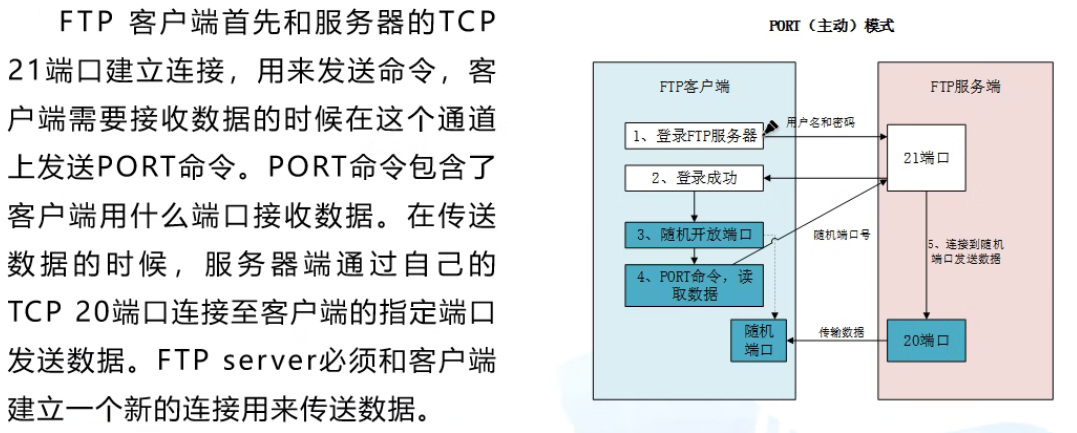 FTP 客户端首先和服务器的TCP
21端口建立连接，用来发送命令，客
户端需要接收数据的时候在这个通道
上发送PORT命令。PORT命令包含了
客户端用什么端口接收数据。在传送
数据的时候，服务器端通过自己的
TCP 20端口连接至客户端的指定端口
发送数据。FTP server必须和客户端
建立一个新的连接用来传送数据。
PORT（主动）模式
FTP客户端
FTP服务端
1、登录FTP服务器
用户名和密码
21端口
2、登录成功
3、随机开放端口
随机端口号
5、连接到随机
端口发送数据
4、PORT命令，读
取数据
随机
端口
传输数据
20端口